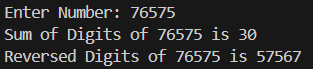 Enter Number: 76575
Sum of Digits of 76575 is 30
Reversed Digits of 76575 is 57567